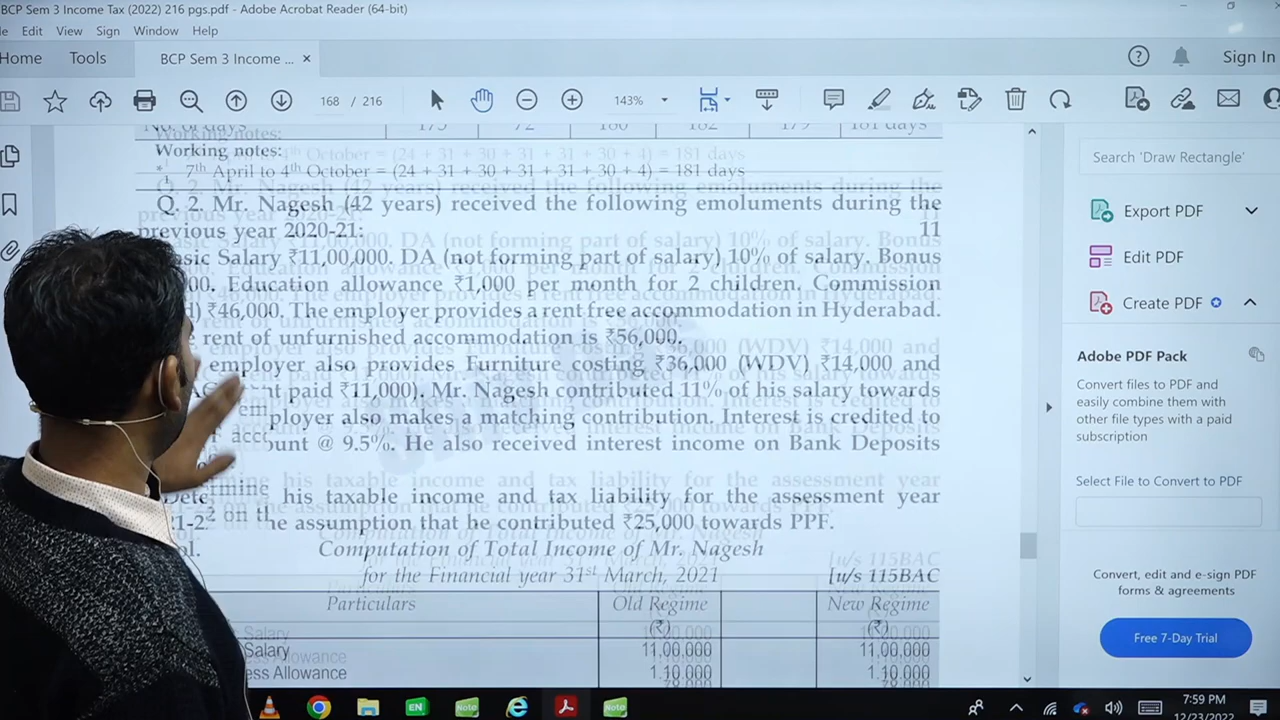 BCP Sem 3 Income Tax (2022) 216 pgs.pdf - Adobe Acrobat Reader (64-bit)
Edit View Sign Window Help
Home Tools BCP Sem 3 Income ... × Sign In
168 / 216 143%
Working notes:
* 7th April to 4th October = (24 + 31 + 30 + 31 + 31 + 30 + 4) = 181 days
Q. 2. Mr. Nagesh (42 years) received the following emoluments during the
previous year 2020-21: 11
Salary ₹11,00,000. DA (not forming part of salary) 10% of salary. Bonus
Education allowance ₹1,000 per month for 2 children. Commission
₹46,000. The employer provides a rent free accommodation in Hyderabad.
rent of unfurnished accommodation is ₹56,000.
employer also provides Furniture costing ₹36,000 (WDV) ₹14,000 and
paid ₹11,000). Mr. Nagesh contributed 11% of his salary towards
also makes a matching contribution. Interest is credited to
@ 9.5%. He also received interest income on Bank Deposits
his taxable income and tax liability for the assessment year
on the assumption that he contributed ₹25,000 towards PPF.
Computation of Total Income of Mr. Nagesh
for the Financial year 31st March, 2021 [u/s 115BAC
Particulars Old Regime New Regime
(₹) (₹)
Salary 11,00,000 11,00,000
Allowance 1,10,000 1,10,000
Search 'Draw Rectangle'
Export PDF
Edit PDF
Create PDF
Adobe PDF Pack
Convert files to PDF and
easily combine them with
other file types with a paid
subscription
Select File to Convert to PDF
Convert, edit and e-sign PDF
forms & agreements
Free 7-Day Trial
EN Note Note
7:59 PM
12/23/2022